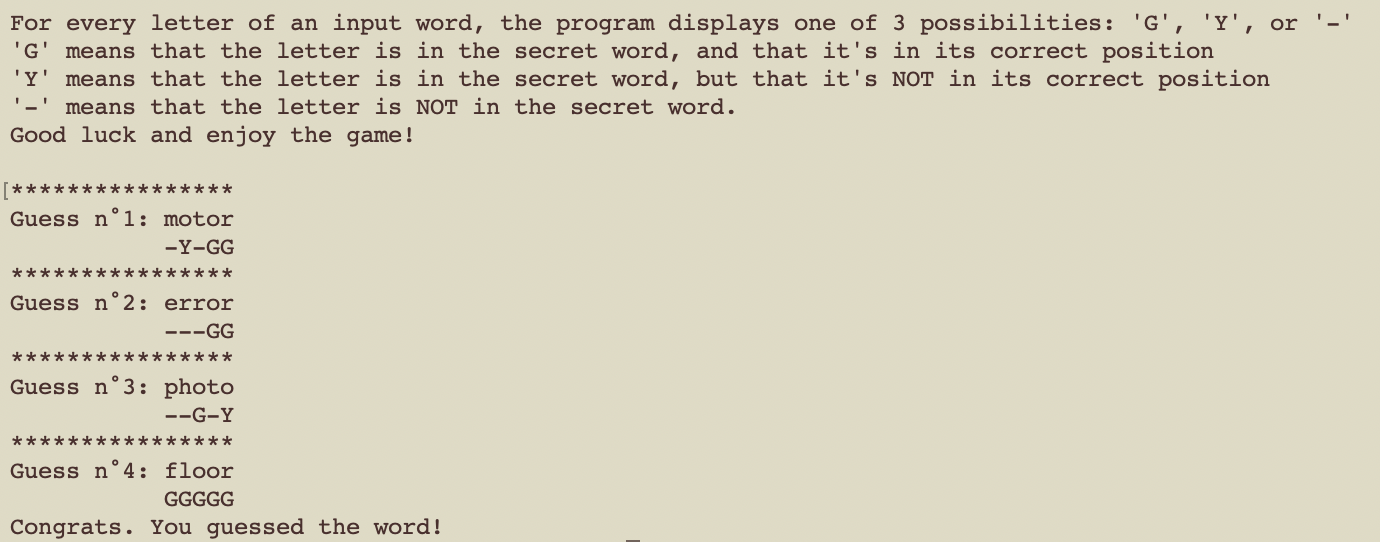 For every letter of an input word, the program displays one of 3 possibilities: 'G', 'Y', or '-'
'G' means that the letter is in the secret word, and that it's in its correct position
'Y' means that the letter is in the secret word, but that it's NOT in its correct position
'-' means that the letter is NOT in the secret word.
Good luck and enjoy the game!
[****************
Guess n°1: motor
-Y-GG
****************
Guess n°2: error
---GG
****************
Guess n°3: photo
--G-Y
****************
Guess n°4: floor
GGGGG
Congrats. You guessed the word!